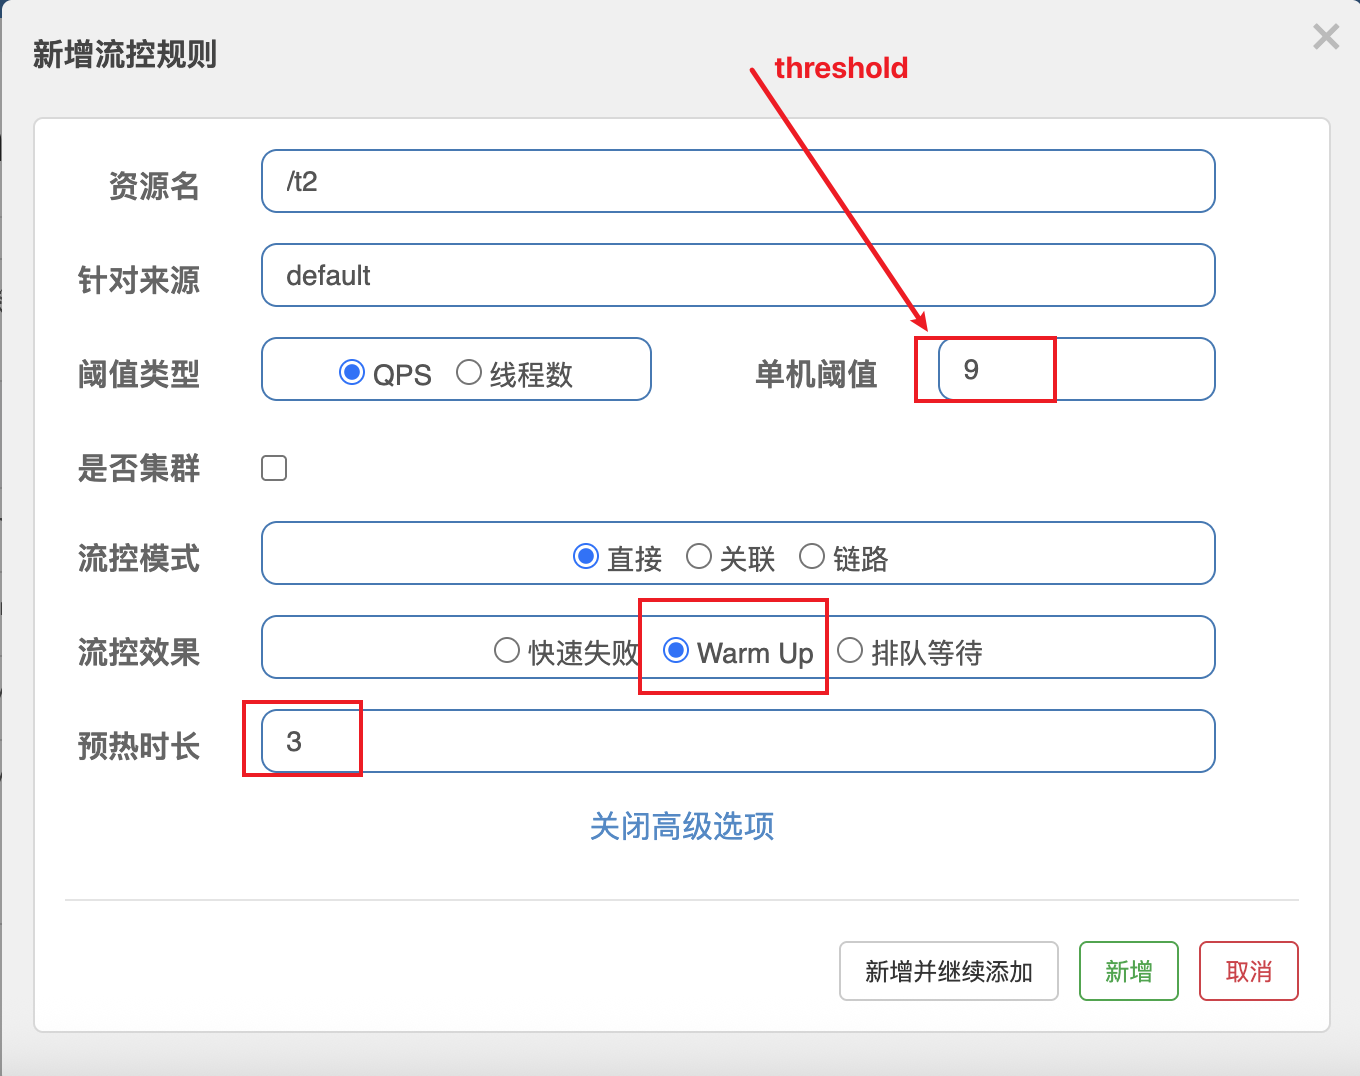 新增流控规则
threshold
资源名 /t2
针对来源 default
阈值类型 QPS 线程数 单机阈值 9
是否集群
流控模式 直接 关联 链路
流控效果 快速失败 Warm Up 排队等待
预热时长 3
关闭高级选项
新增并继续添加 新增 取消